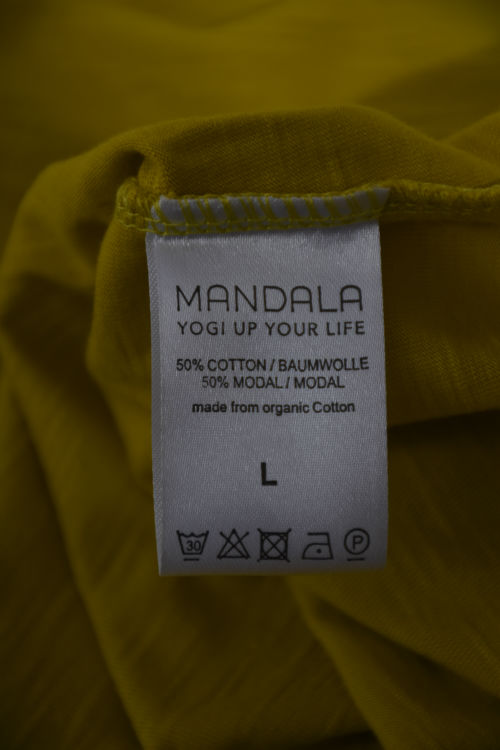 MANDALA
YOGI UP YOUR LIFE
50% COTTON / BAUMWOLLE
50% MODAL / MODAL
made from organic Cotton
L
30
P